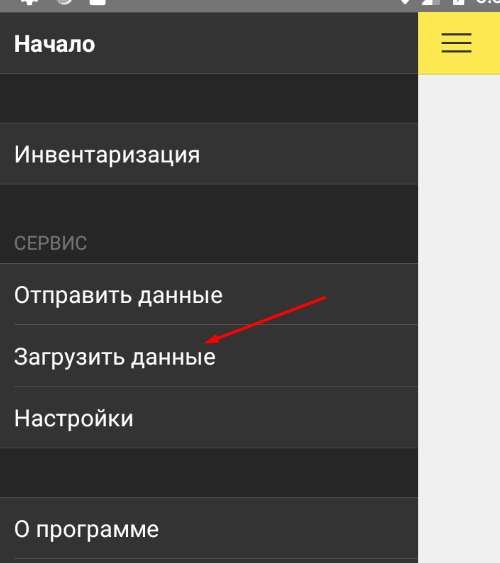 Начало
Инвентаризация
СЕРВИС
Отправить данные
Загрузить данные
Настройки
О программе